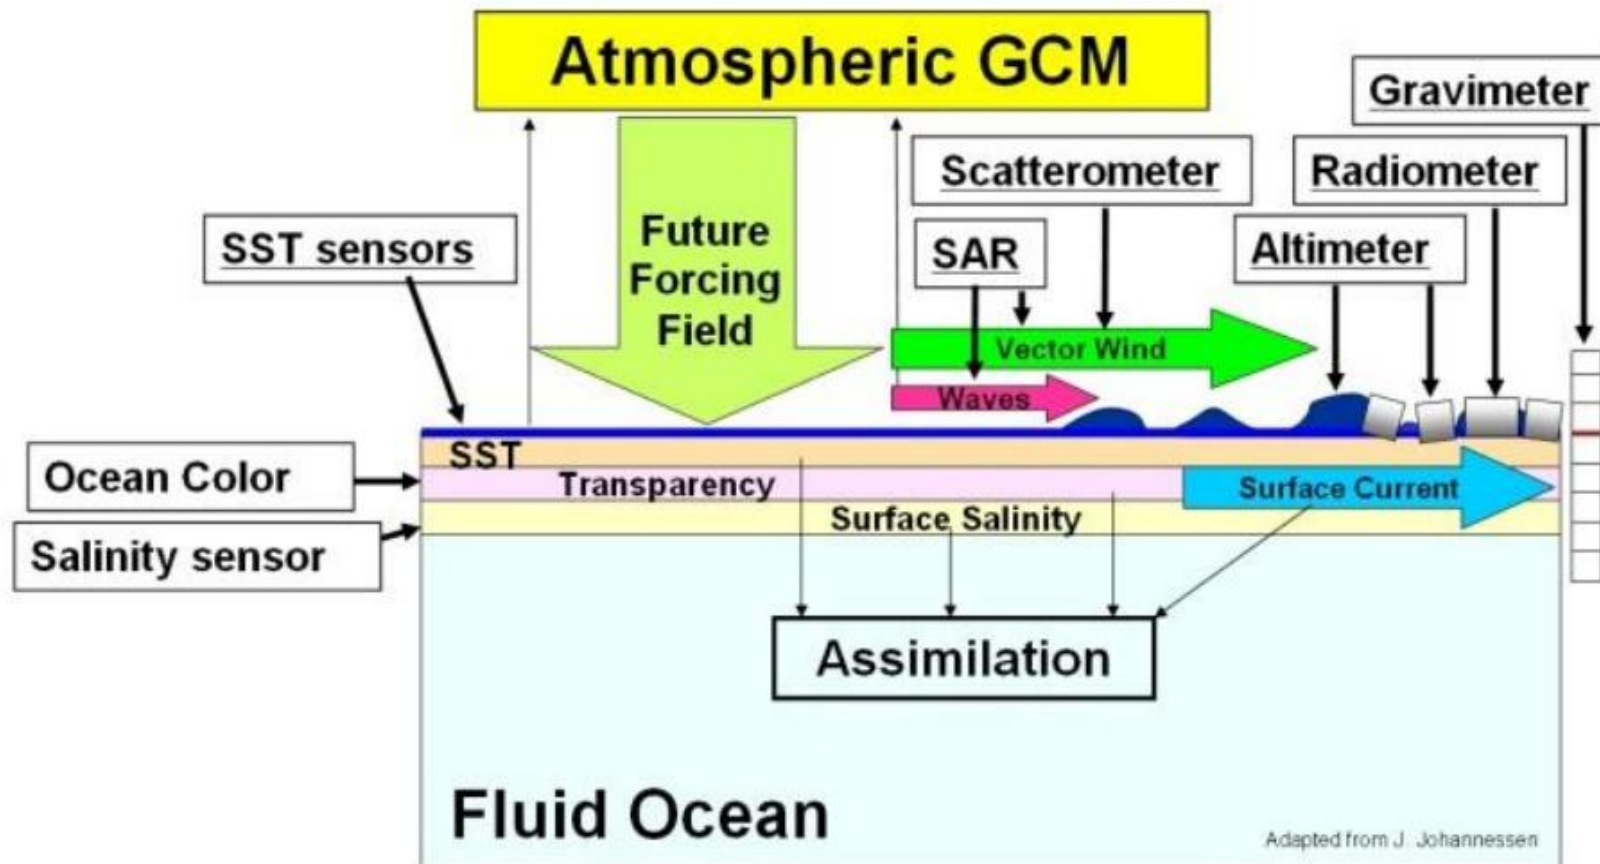 Atmospheric GCM
Gravimeter
Scatterometer
Radiometer
SST sensors
Future
Forcing
Field
SAR
Altimeter
Vector Wind
Waves
SST
Ocean Color
Transparency
Surface Current
Surface Salinity
Salinity sensor
Assimilation
Fluid Ocean
Adapted from J. Johannessen